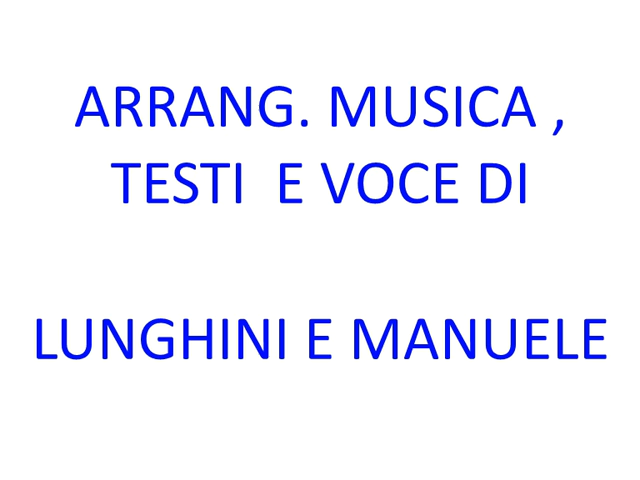 ARRANG. MUSICA ,
TESTI  E VOCE DI
LUNGHINI E MANUELE